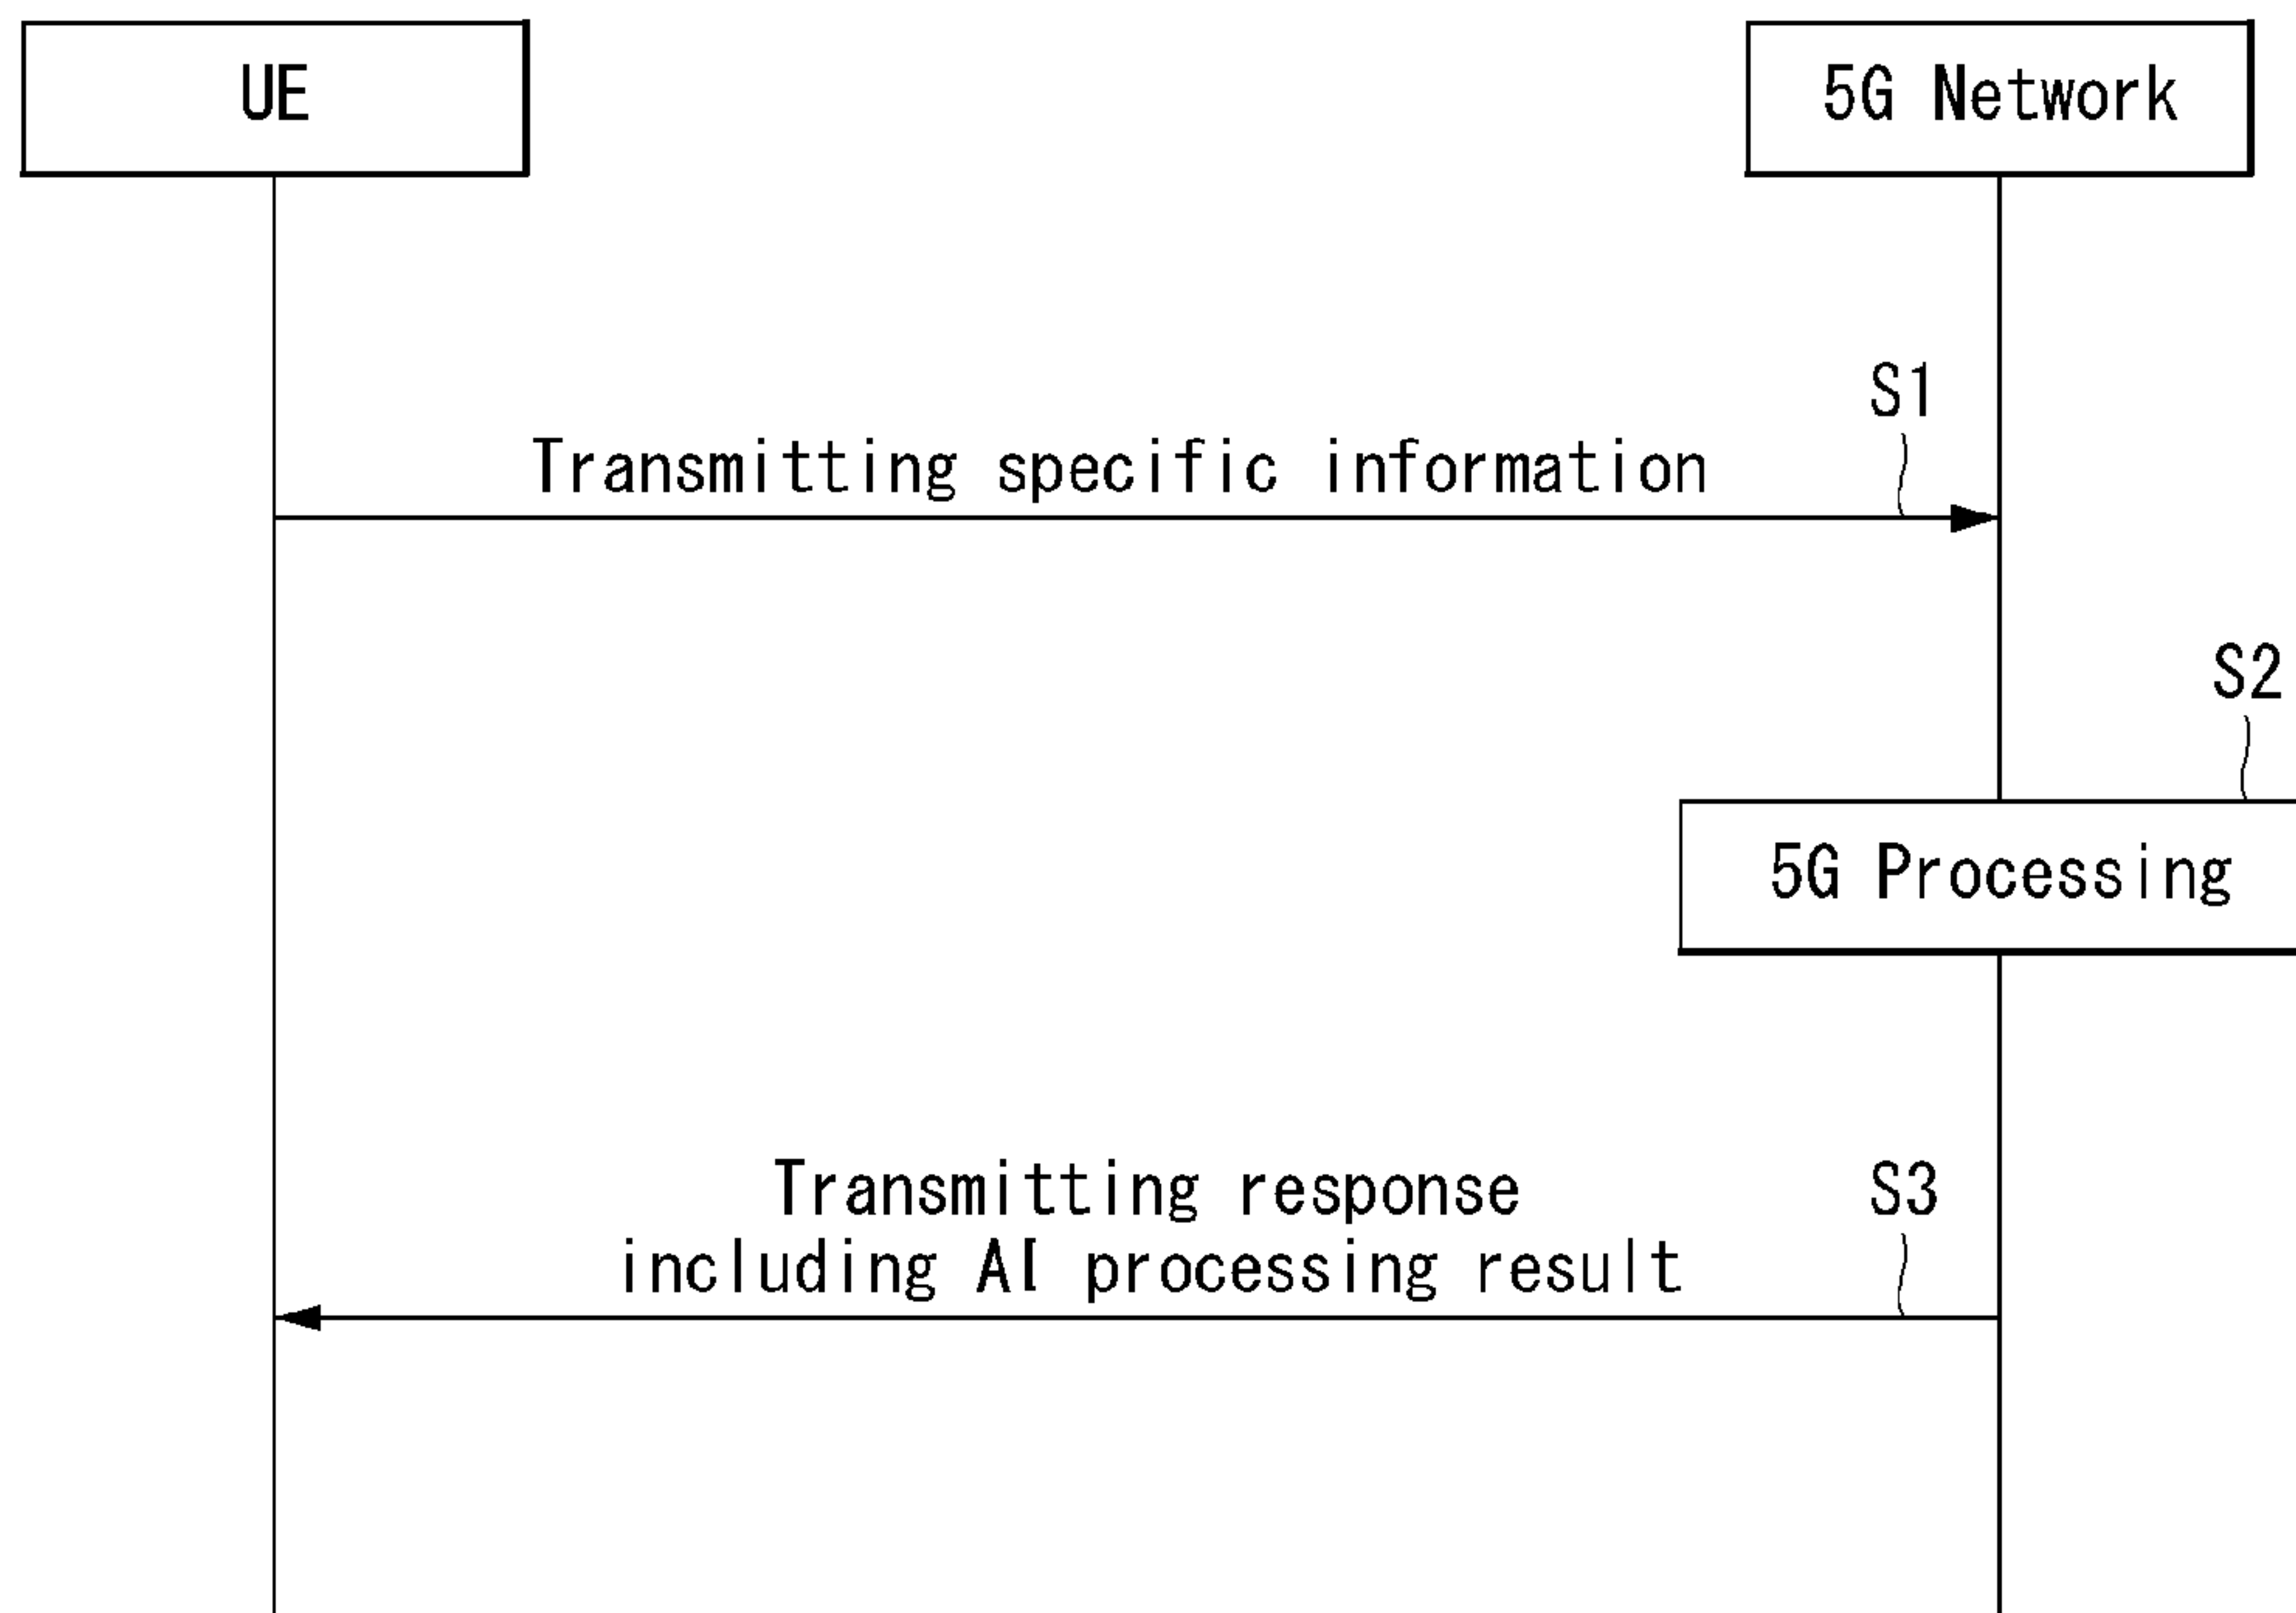 UE
5G Network
S1
Transmitting specific information
S2
5G Processing
Transmitting response
S3
including AI processing result